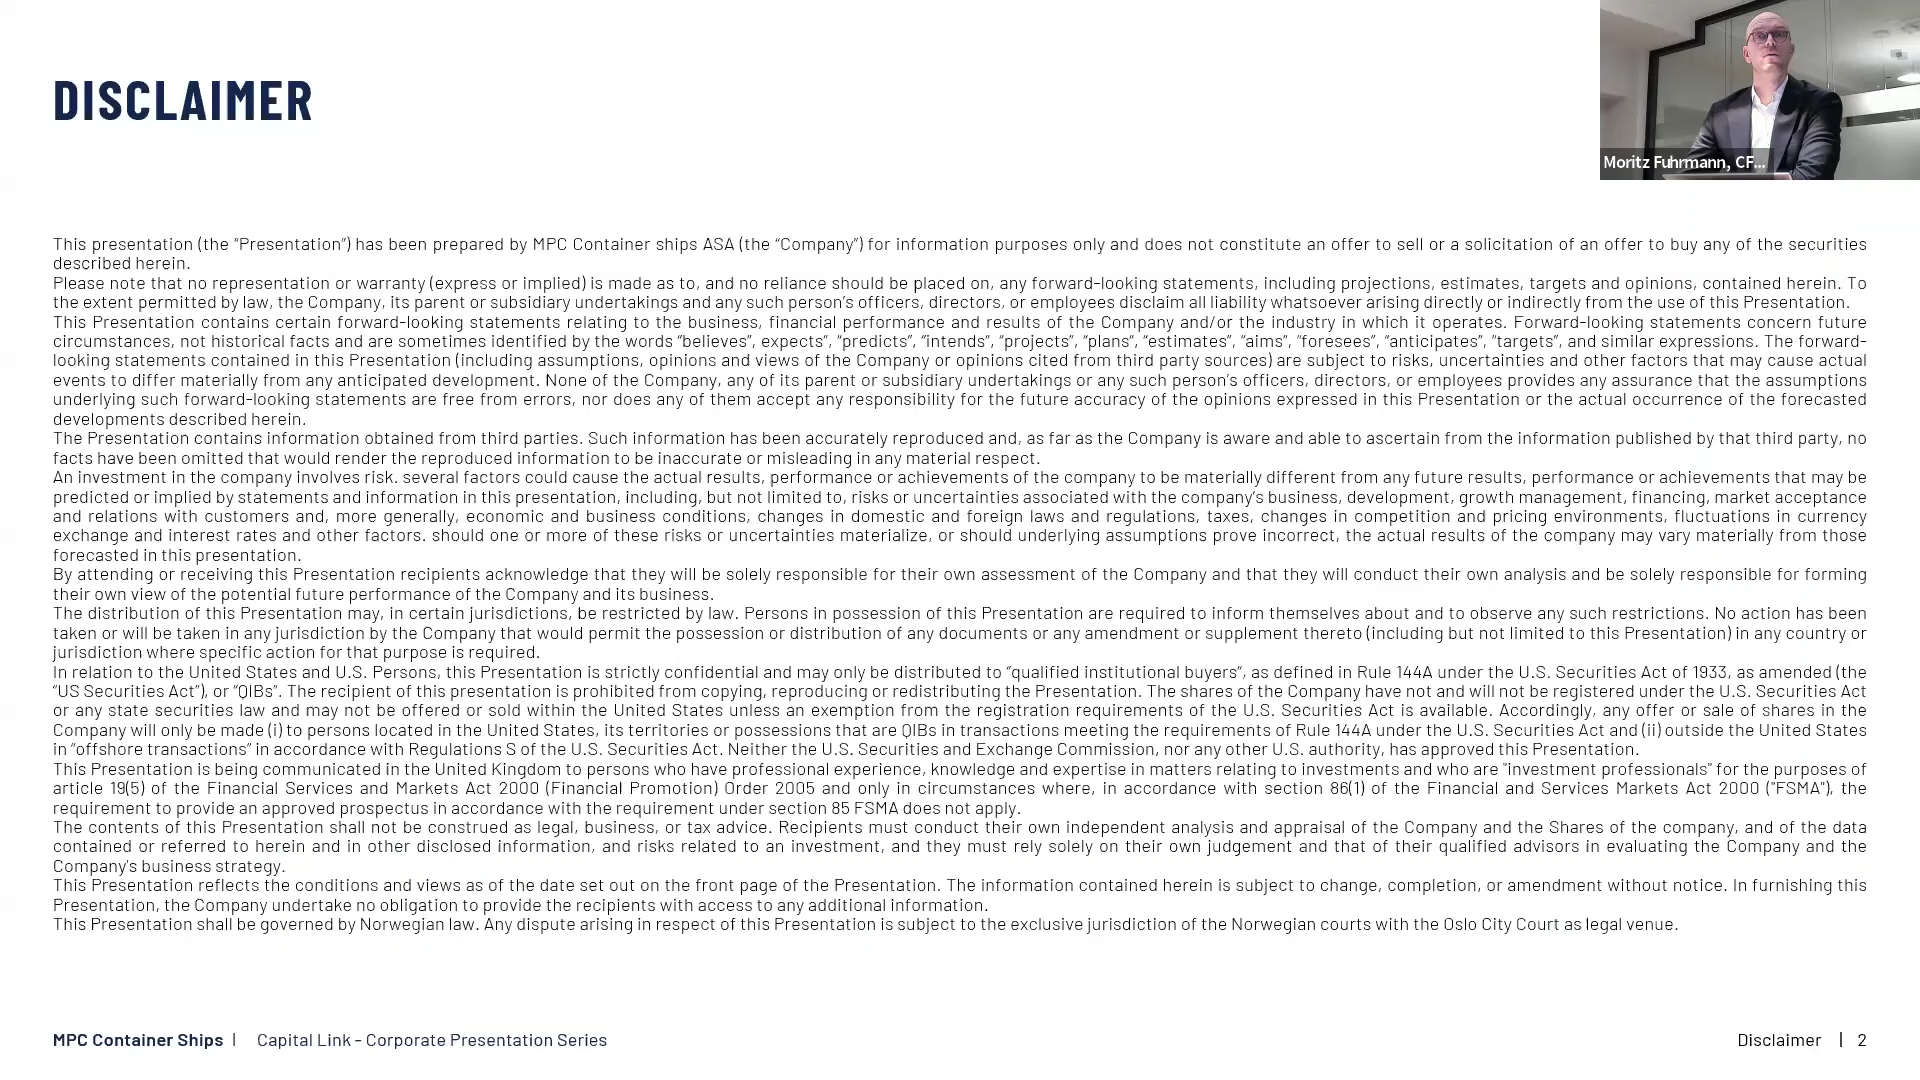 DISCLAIMER
Moritz Fuhrmann, CF...
This presentation (the “Presentation”) has been prepared by MPC Container ships ASA (the “Company”) for information purposes only and does not constitute an offer to sell or a solicitation of an offer to buy any of the securities
described herein.
Please note that no representation or warranty (express or implied) is made as to, and no reliance should be placed on, any forward-looking statements, including projections, estimates, targets and opinions, contained herein. To
the extent permitted by law, the Company, its parent or subsidiary undertakings and any such person’s officers, directors, or employees disclaim all liability whatsoever arising directly or indirectly from the use of this Presentation.
This Presentation contains certain forward-looking statements relating to the business, financial performance and results of the Company and/or the industry in which it operates. Forward-looking statements concern future
circumstances, not historical facts and are sometimes identified by the words “believes”, expects”, “predicts”, “intends”, “projects”, “plans”, “estimates”, “aims”, “foresees”, “anticipates”, “targets”, and similar expressions. The forward-
looking statements contained in this Presentation (including assumptions, opinions and views of the Company or opinions cited from third party sources) are subject to risks, uncertainties and other factors that may cause actual
events to differ materially from any anticipated development. None of the Company, any of its parent or subsidiary undertakings or any such person’s officers, directors, or employees provides any assurance that the assumptions
underlying such forward-looking statements are free from errors, nor does any of them accept any responsibility for the future accuracy of the opinions expressed in this Presentation or the actual occurrence of the forecasted
developments described herein.
The Presentation contains information obtained from third parties. Such information has been accurately reproduced and, as far as the Company is aware and able to ascertain from the information published by that third party, no
facts have been omitted that would render the reproduced information to be inaccurate or misleading in any material respect.
An investment in the company involves risk. several factors could cause the actual results, performance or achievements of the company to be materially different from any future results, performance or achievements that may be
predicted or implied by statements and information in this presentation, including, but not limited to, risks or uncertainties associated with the company’s business, development, growth management, financing, market acceptance
and relations with customers and, more generally, economic and business conditions, changes in domestic and foreign laws and regulations, taxes, changes in competition and pricing environments, fluctuations in currency
exchange and interest rates and other factors. should one or more of these risks or uncertainties materialize, or should underlying assumptions prove incorrect, the actual results of the company may vary materially from those
forecasted in this presentation.
By attending or receiving this Presentation recipients acknowledge that they will be solely responsible for their own assessment of the Company and that they will conduct their own analysis and be solely responsible for forming
their own view of the potential future performance of the Company and its business.
The distribution of this Presentation may, in certain jurisdictions, be restricted by law. Persons in possession of this Presentation are required to inform themselves about and to observe any such restrictions. No action has been
taken or will be taken in any jurisdiction by the Company that would permit the possession or distribution of any documents or any amendment or supplement thereto (including but not limited to this Presentation) in any country or
jurisdiction where specific action for that purpose is required.
In relation to the United States and U.S. Persons, this Presentation is strictly confidential and may only be distributed to “qualified institutional buyers”, as defined in Rule 144A under the U.S. Securities Act of 1933, as amended (the
“US Securities Act”), or “QIBs”. The recipient of this presentation is prohibited from copying, reproducing or redistributing the Presentation. The shares of the Company have not and will not be registered under the U.S. Securities Act
or any state securities law and may not be offered or sold within the United States unless an exemption from the registration requirements of the U.S. Securities Act is available. Accordingly, any offer or sale of shares in the
Company will only be made (i) to persons located in the United States, its territories or possessions that are QIBs in transactions meeting the requirements of Rule 144A under the U.S. Securities Act and (ii) outside the United States
in “offshore transactions” in accordance with Regulations S of the U.S. Securities Act. Neither the U.S. Securities and Exchange Commission, nor any other U.S. authority, has approved this Presentation.
This Presentation is being communicated in the United Kingdom to persons who have professional experience, knowledge and expertise in matters relating to investments and who are "investment professionals" for the purposes of
article 19(5) of the Financial Services and Markets Act 2000 (Financial Promotion) Order 2005 and only in circumstances where, in accordance with section 86(1) of the Financial and Services Markets Act 2000 ("FSMA"), the
requirement to provide an approved prospectus in accordance with the requirement under section 85 FSMA does not apply.
The contents of this Presentation shall not be construed as legal, business, or tax advice. Recipients must conduct their own independent analysis and appraisal of the Company and the Shares of the company, and of the data
contained or referred to herein and in other disclosed information, and risks related to an investment, and they must rely solely on their own judgement and that of their qualified advisors in evaluating the Company and the
Company's business strategy.
This Presentation reflects the conditions and views as of the date set out on the front page of the Presentation. The information contained herein is subject to change, completion, or amendment without notice. In furnishing this
Presentation, the Company undertake no obligation to provide the recipients with access to any additional information.
This Presentation shall be governed by Norwegian law. Any dispute arising in respect of this Presentation is subject to the exclusive jurisdiction of the Norwegian courts with the Oslo City Court as legal venue.
MPC Container Ships | Capital Link - Corporate Presentation Series
Disclaimer | 2